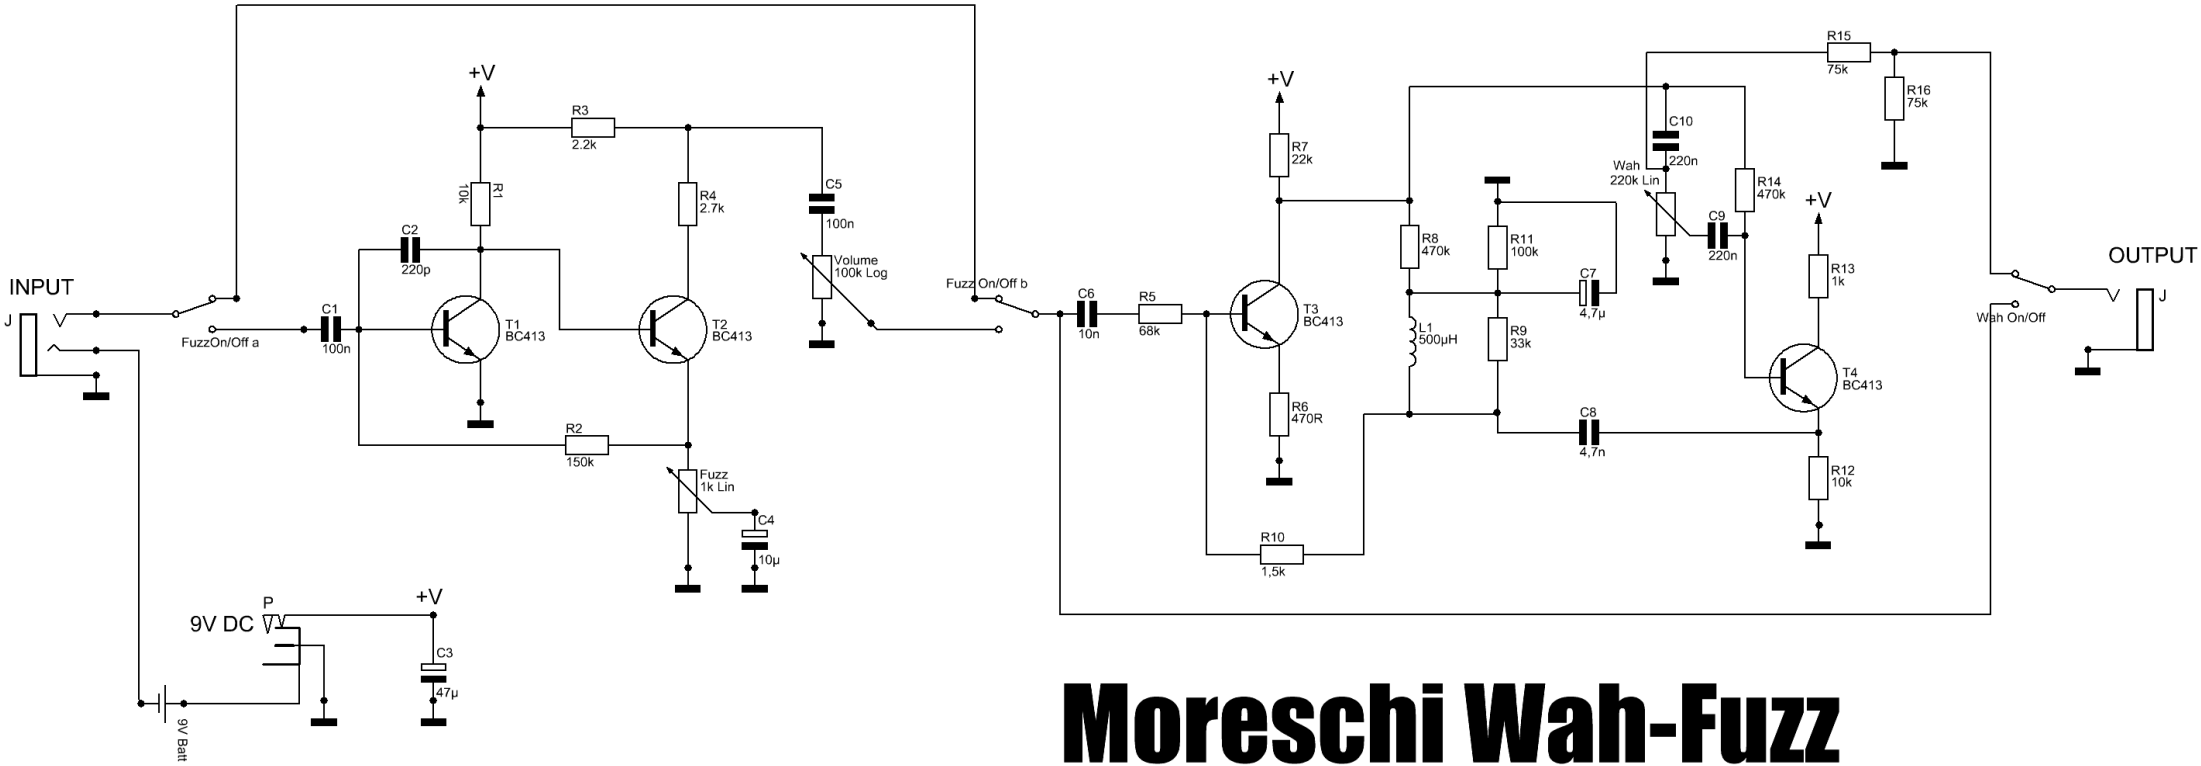 INPUT
J
FuzzOn/Off a
C1
100n
C2
220p
+V
R1
10k
R3
2.2k
T1
BC413
R2
150k
R4
2.7k
T2
BC413
Fuzz
1k Lin
C4
10µ
C5
100n
Volume
100k Log
9V DC
P
+V
C3
47µ
9V Batt
Fuzz On/Off b
C6
10n
R5
68k
+V
R7
22k
T3
BC413
R6
470R
R10
1,5k
R8
470k
L1
500µH
R11
100k
R9
33k
C7
4,7µ
C8
4,7n
C10
220n
Wah
220k Lin
C9
220n
R14
470k
R15
75k
R16
75k
+V
R13
1k
T4
BC413
R12
10k
Wah On/Off
OUTPUT
J
Moreschi Wah-Fuzz